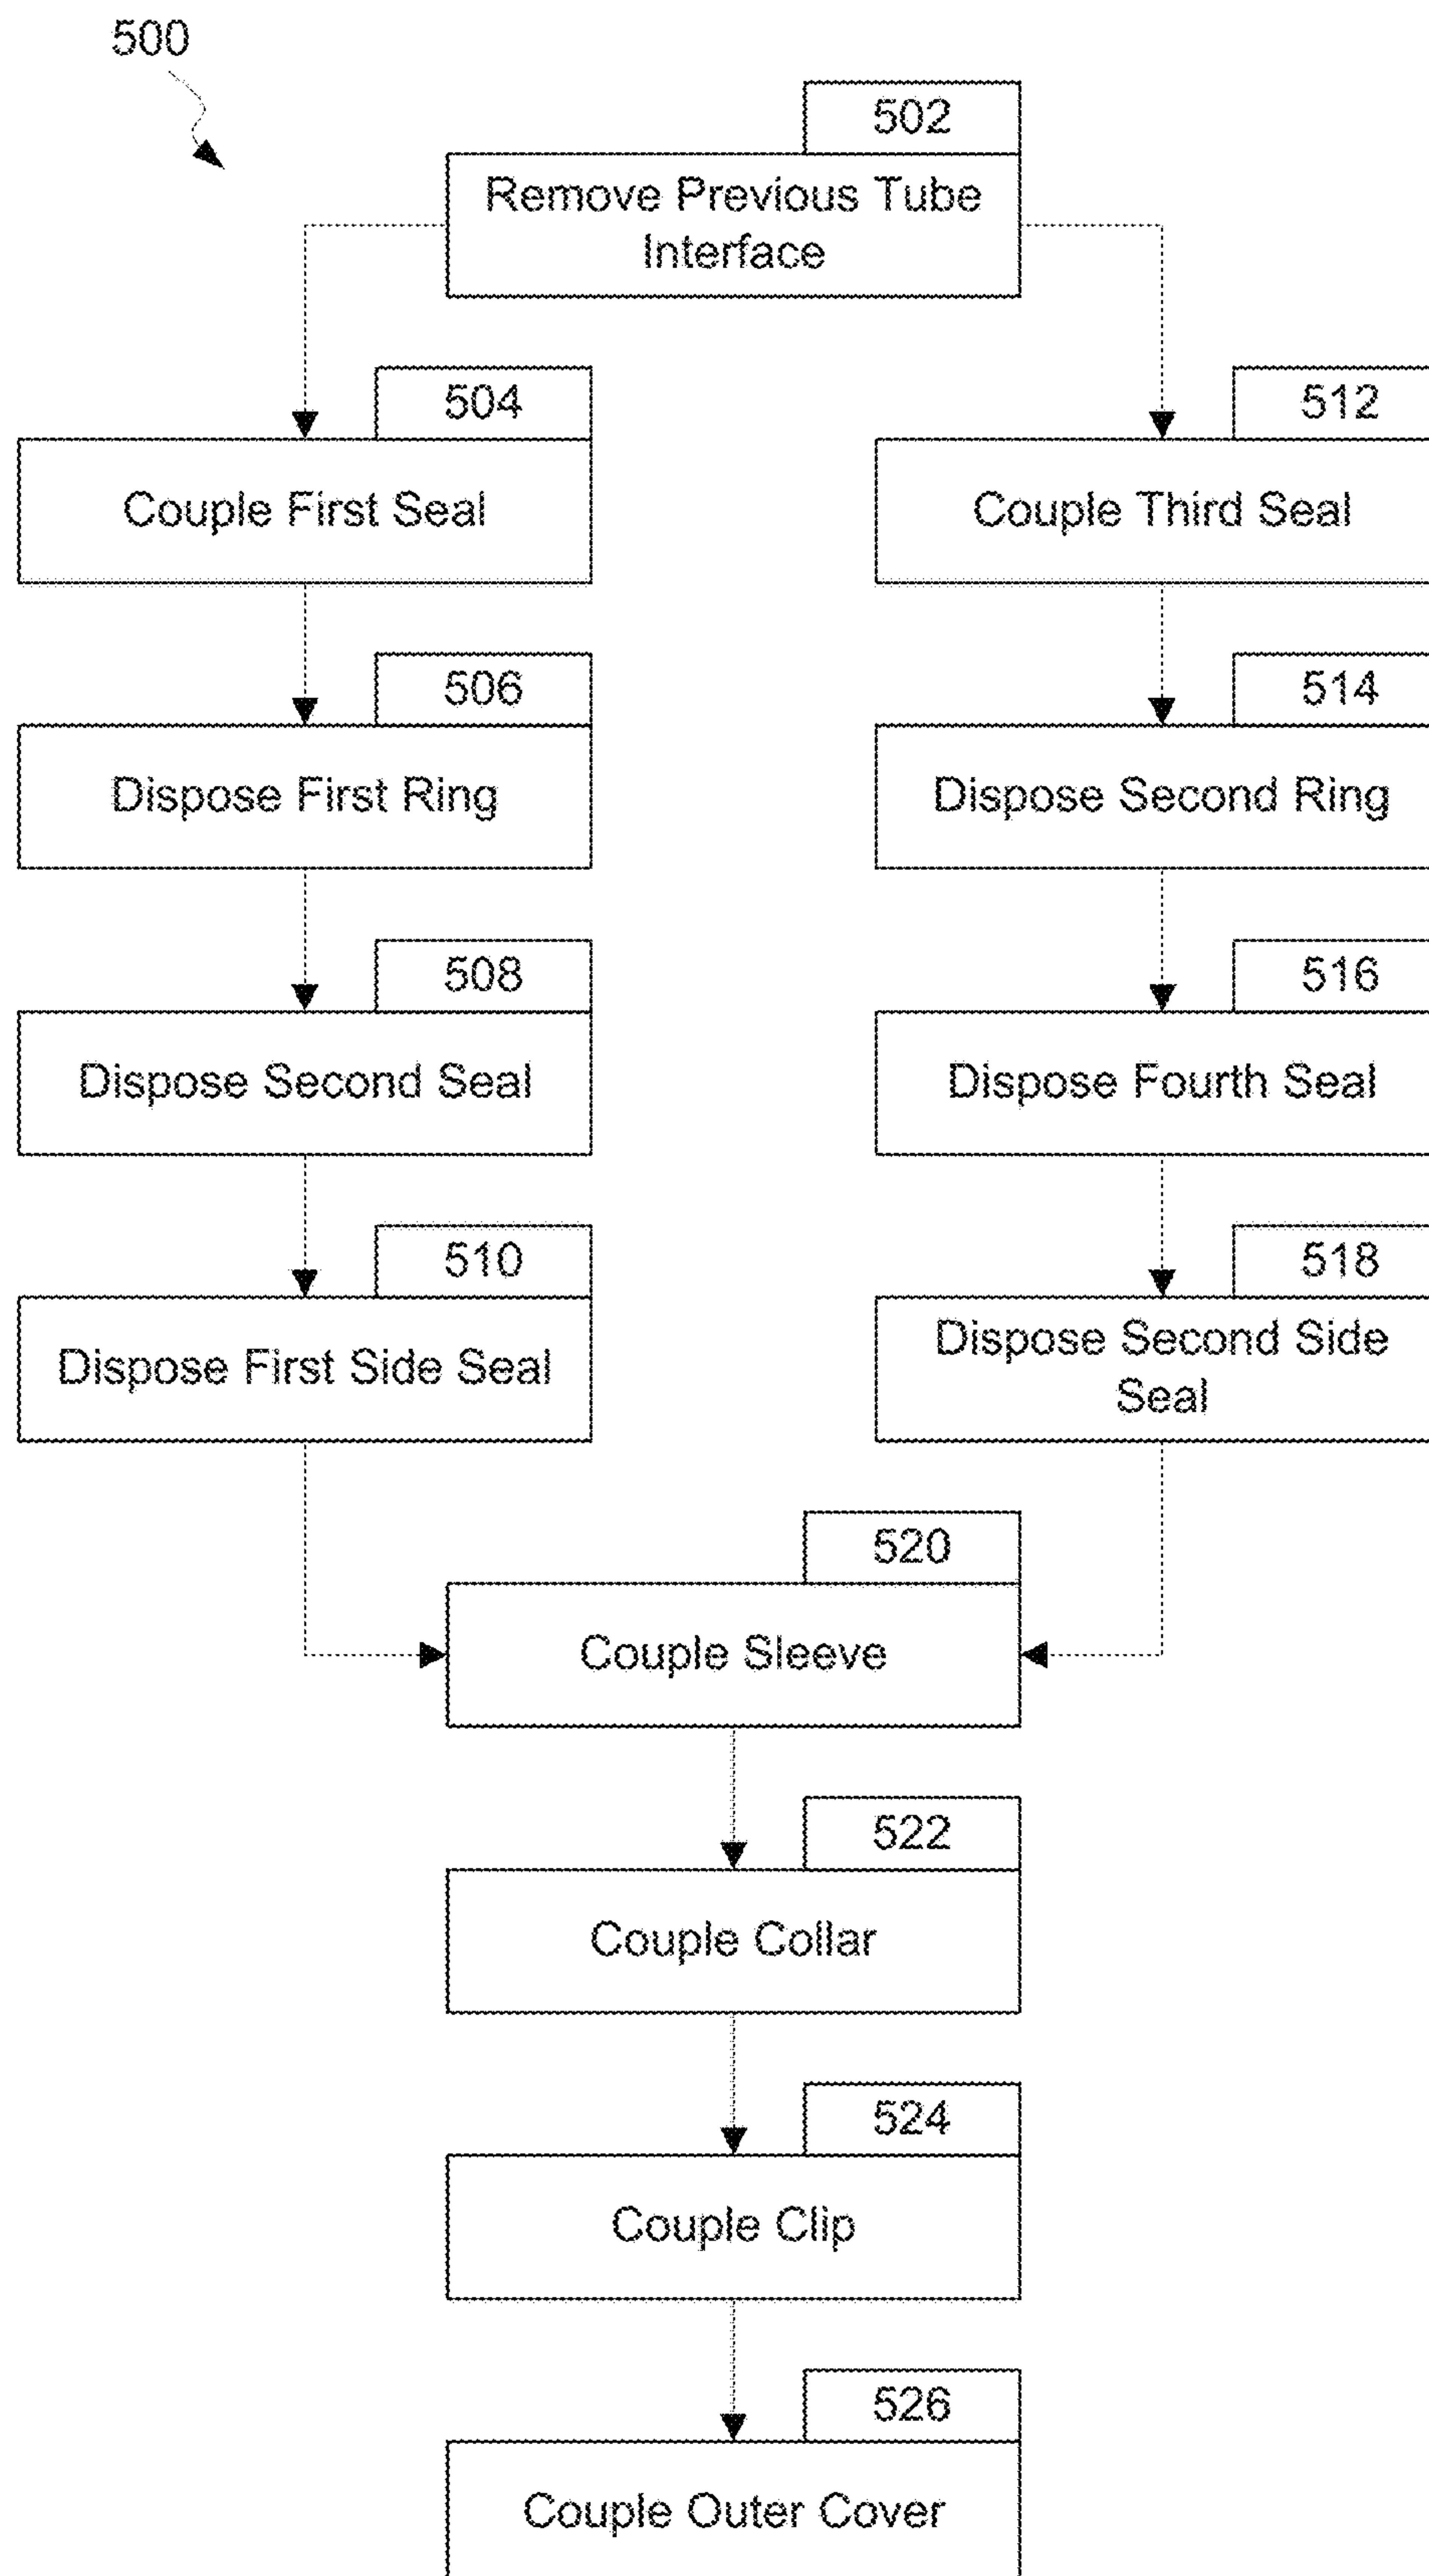 500
502
Remove Previous Tube
Interface
504
Couple First Seal
512
Couple Third Seal
506
Dispose First Ring
514
Dispose Second Ring
508
Dispose Second Seal
516
Dispose Fourth Seal
510
Dispose First Side Seal
518
Dispose Second Side
Seal
520
Couple Sleeve
522
Couple Collar
524
Couple Clip
526
Couple Outer Cover